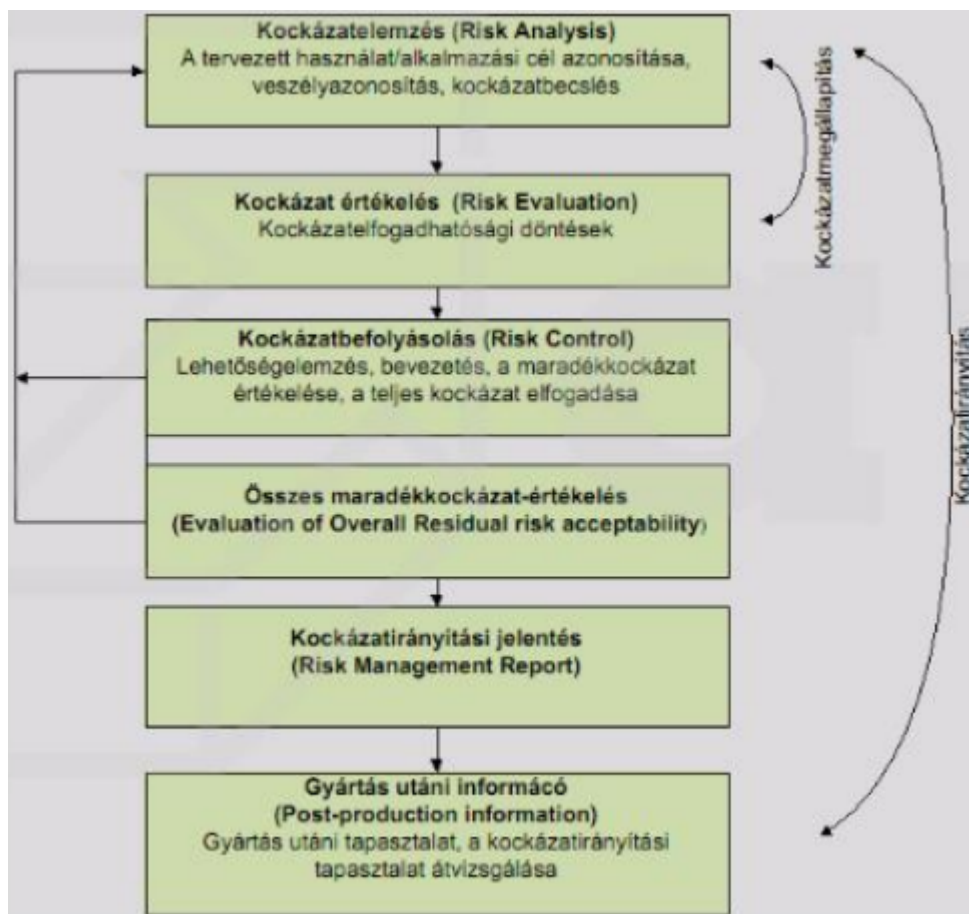 Kockázatelemzés (Risk Analysis)
A tervezett használat/alkalmazási cél azonosítása,
veszélyazonosítás, kockázatbecslés
Kockázat értékelés (Risk Evaluation)
Kockázatelfogadhatósági döntések
Kockázatbefolyásolás (Risk Control)
Lehetőségelemzés, bevezetés, a maradékkockázat
értékelése, a teljes kockázat elfogadása
Összes maradékkockázat-értékelés
(Evaluation of Overall Residual risk acceptability)
Kockázatirányítási jelentés
(Risk Management Report)
Gyártás utáni informácó
(Post-production information)
Gyártás utáni tapasztalat, a kockázatirányítási
tapasztalat átvizsgálása
Kockázatmegállapítás
Kockázatirányítás